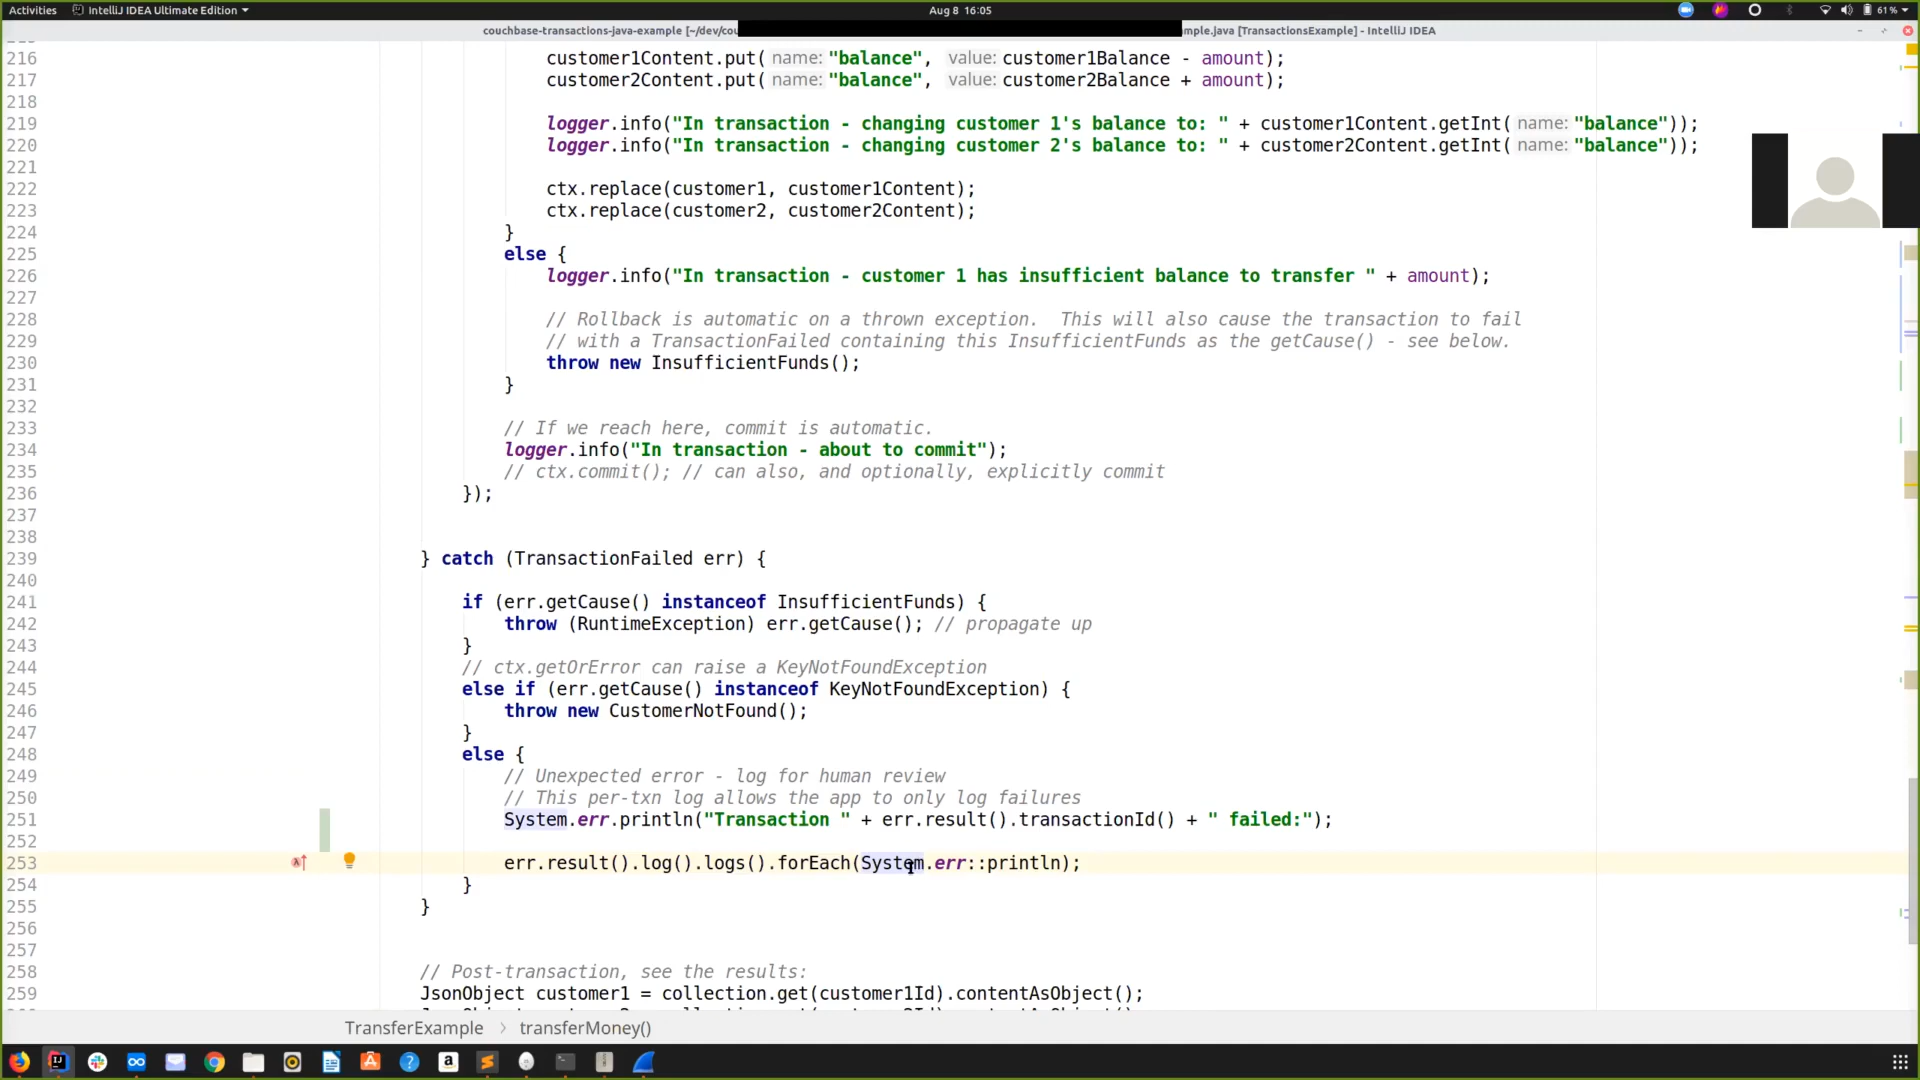 Activities IntelliJ IDEA Ultimate Edition Aug 8 16:05 61 %
couchbase-transactions-java-example [~/dev/cou mple.java [TransactionsExample] - IntelliJ IDEA
216 customer1Content.put( name: "balance", value: customer1Balance - amount);
217 customer2Content.put( name: "balance", value: customer2Balance + amount);
218
219 logger.info("In transaction - changing customer 1's balance to: " + customer1Content.getInt( name: "balance"));
220 logger.info("In transaction - changing customer 2's balance to: " + customer2Content.getInt( name: "balance"));
221
222 ctx.replace(customer1, customer1Content);
223 ctx.replace(customer2, customer2Content);
224 }
225 else {
226 logger.info("In transaction - customer 1 has insufficient balance to transfer " + amount);
227
228 // Rollback is automatic on a thrown exception.  This will also cause the transaction to fail
229 // with a TransactionFailed containing this InsufficientFunds as the getCause() - see below.
230 throw new InsufficientFunds();
231 }
232
233 // If we reach here, commit is automatic.
234 logger.info("In transaction - about to commit");
235 // ctx.commit(); // can also, and optionally, explicitly commit
236 });
237
238
239 } catch (TransactionFailed err) {
240
241 if (err.getCause() instanceof InsufficientFunds) {
242 throw (RuntimeException) err.getCause(); // propagate up
243 }
244 // ctx.getOrError can raise a KeyNotFoundException
245 else if (err.getCause() instanceof KeyNotFoundException) {
246 throw new CustomerNotFound();
247 }
248 else {
249 // Unexpected error - log for human review
250 // This per-txn log allows the app to only log failures
251 System.err.println("Transaction " + err.result().transactionId() + " failed:");
252
253 err.result().log().logs().forEach(System.err::println);
254 }
255 }
256
257
258 // Post-transaction, see the results:
259 JsonObject customer1 = collection.get(customer1Id).contentAsObject();
TransferExample > transferMoney()